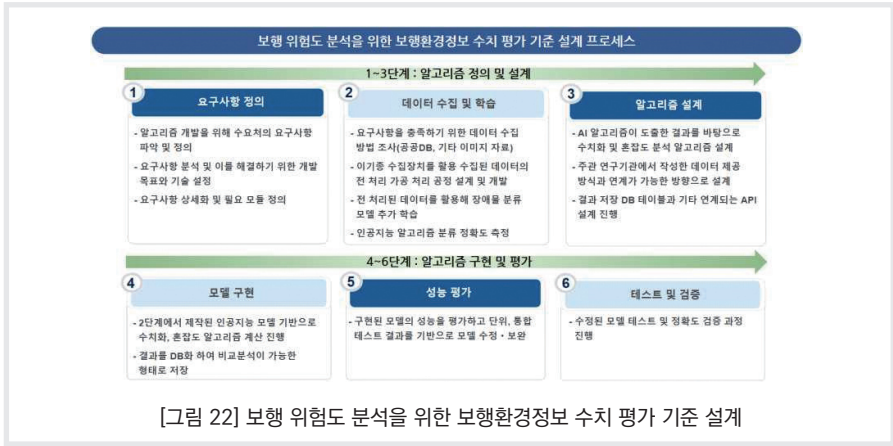 보행 위험도 분석을 위한 보행환경정보 수치 평가 기준 설계 프로세스
1~3단계 : 알고리즘 정의 및 설계
1
요구사항 정의
- 알고리즘 개발을 위해 수요처의 요구사항
파악 및 정의
- 요구사항 분석 및 이를 해결하기 위한 개발
목표와 기술 설정
- 요구사항 상세화 및 필요 모듈 정의
2
데이터 수집 및 학습
- 요구사항을 충족하기 위한 데이터 수집
방법 조사(공공DB, 기타 이미지 자료)
- 이기종 수집장치를 활용 수집된 데이터의
전 처리 가공 처리 공정 설계 및 개발
- 전 처리된 데이터를 활용해 장애물 분류
모델 추가 학습
- 인공지능 알고리즘 분류 정확도 측정
3
알고리즘 설계
- AI 알고리즘이 도출한 결과를 바탕으로
수치화 및 혼잡도 분석 알고리즘 설계
- 주관 연구기관에서 작성한 데이터 제공
방식과 연계가 가능한 방향으로 설계
- 결과 저장 DB 테이블과 기타 연계되는 API
설계 진행
4~6단계 : 알고리즘 구현 및 평가
4
모델 구현
- 2단계에서 제작된 인공지능 모델 기반으로
수치화, 혼잡도 알고리즘 계산 진행
- 결과를 DB화 하여 비교분석이 가능한
형태로 저장
5
성능 평가
- 구현된 모델의 성능을 평가하고 단위, 통합
테스트 결과를 기반으로 모델 수정・보완
6
테스트 및 검증
- 수정된 모델 테스트 및 정확도 검증 과정
진행
[그림 22] 보행 위험도 분석을 위한 보행환경정보 수치 평가 기준 설계